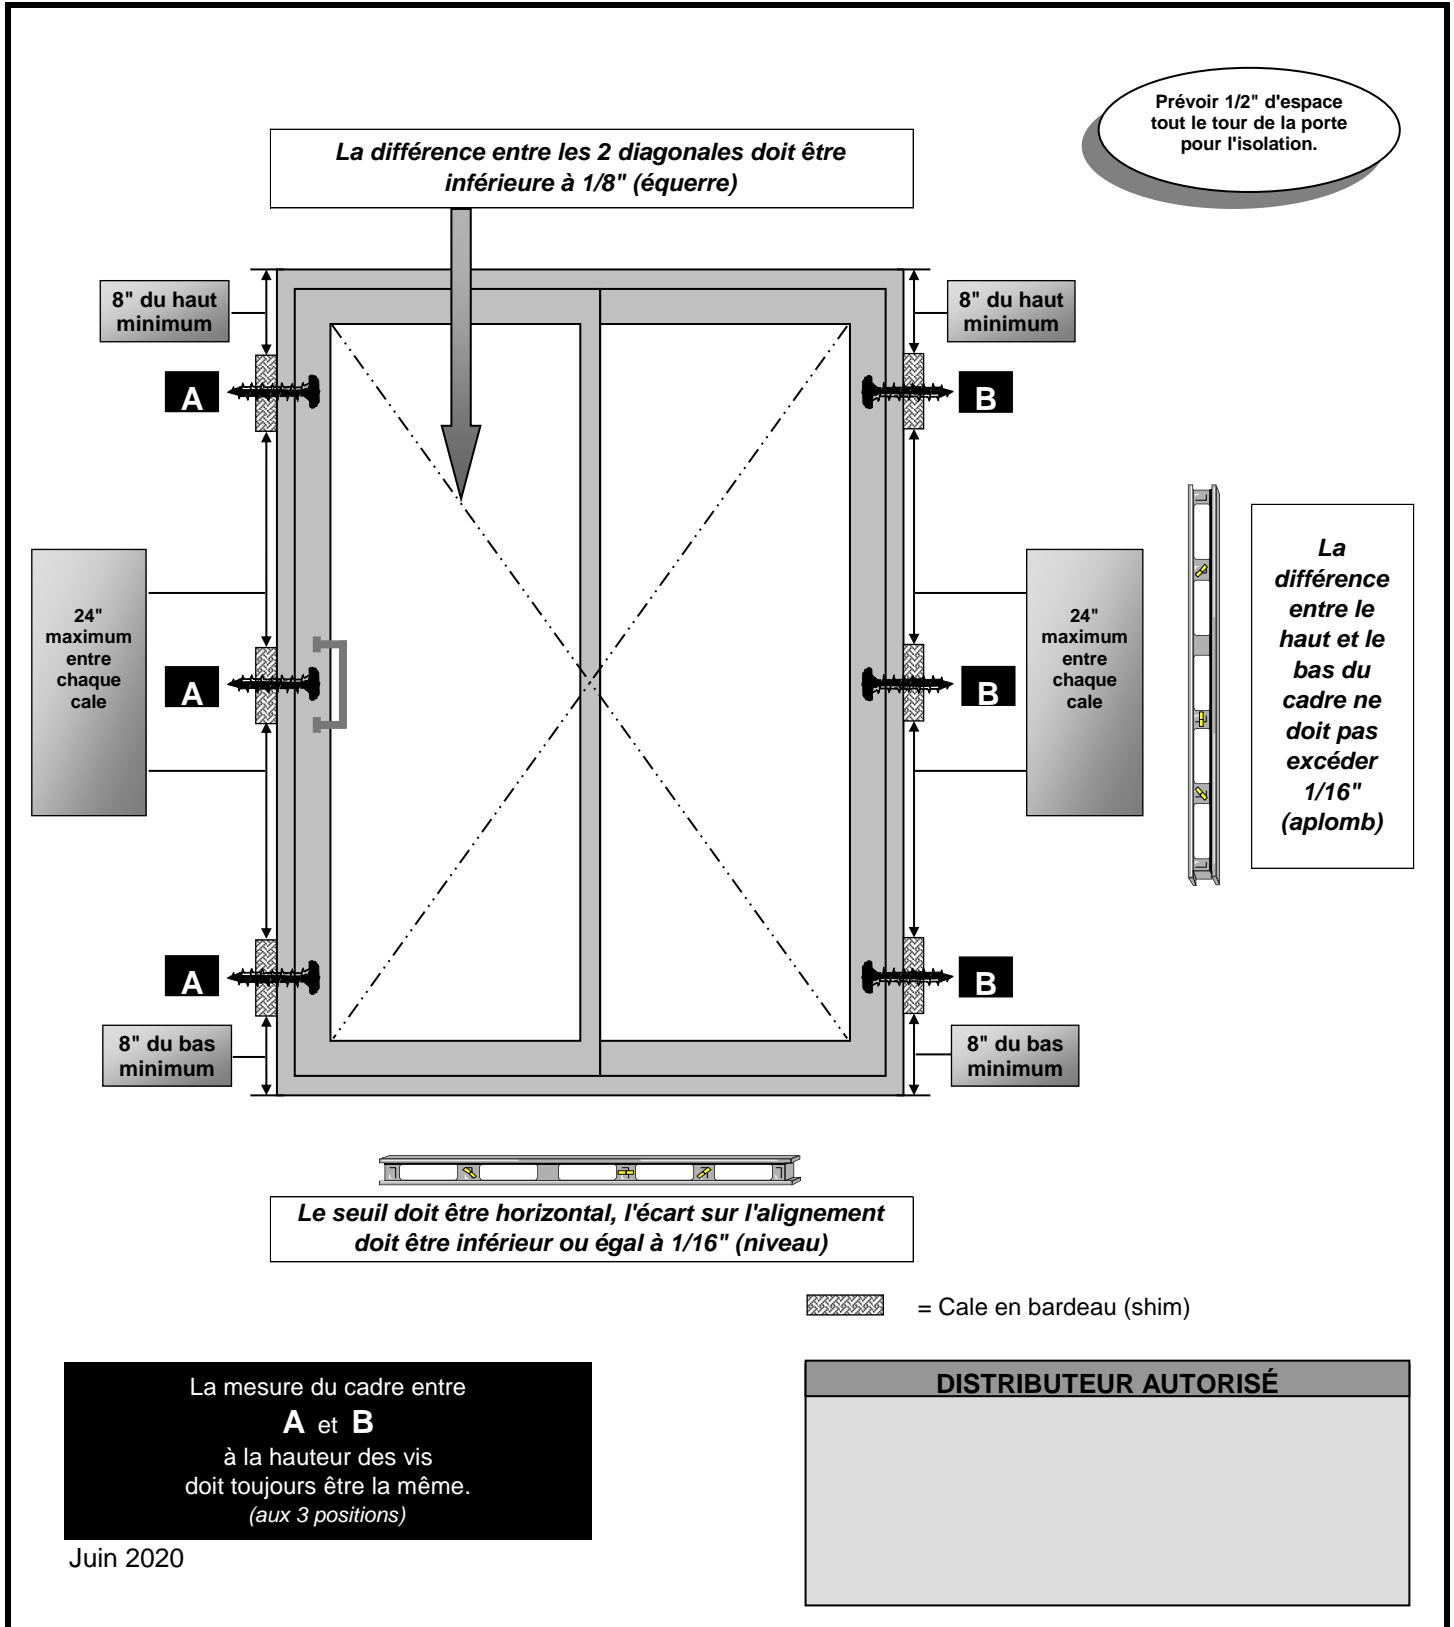 Prévoir 1/2" d'espace
tout le tour de la porte
pour l'isolation.
La différence entre les 2 diagonales doit être
inférieure à 1/8" (équerre)
8" du haut
minimum
8" du haut
minimum
A
B
24"
maximum
entre
chaque
cale
A
B
24"
maximum
entre
chaque
cale
La
différence
entre le
haut et le
bas du
cadre ne
doit pas
excéder
1/16"
(aplomb)
A
B
8" du bas
minimum
8" du bas
minimum
Le seuil doit être horizontal, l'écart sur l'alignement
doit être inférieur ou égal à 1/16" (niveau)
= Cale en bardeau (shim)
La mesure du cadre entre
A et B
à la hauteur des vis
doit toujours être la même.
(aux 3 positions)
DISTRIBUTEUR AUTORISÉ
Juin 2020